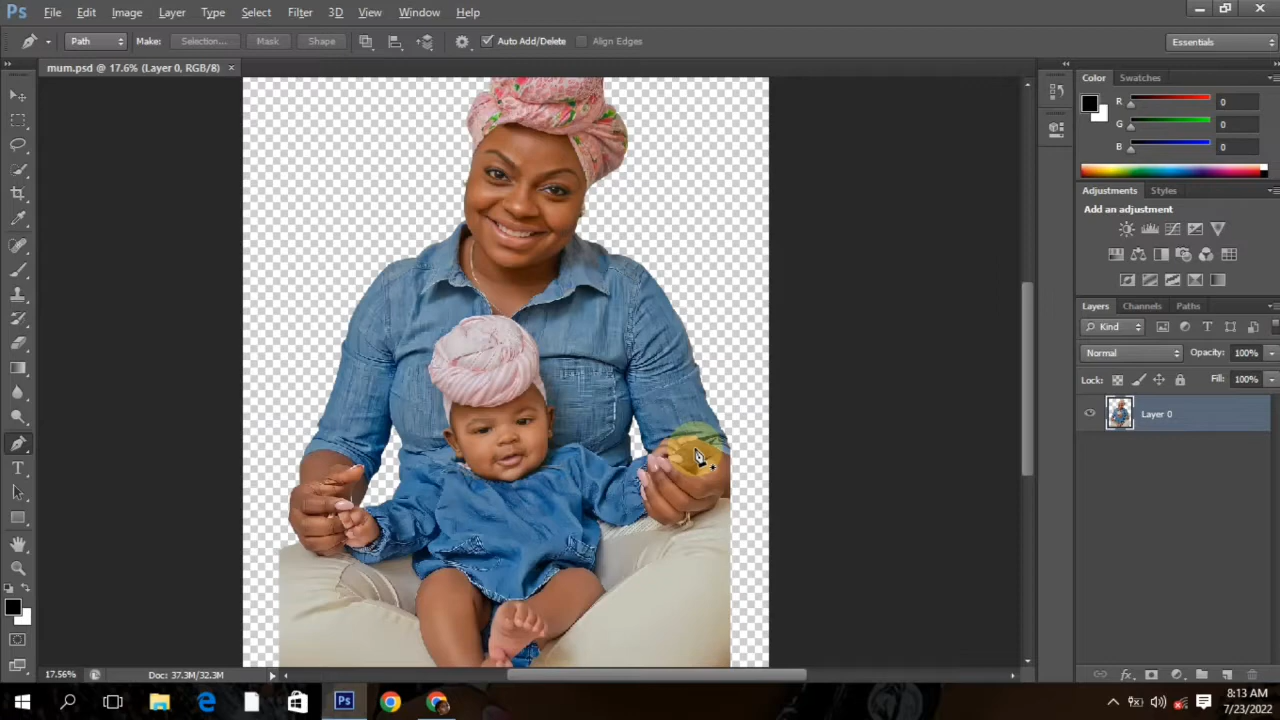 Ps File Edit Image Layer Type Select Filter 3D View Window Help
Path Make: Selection... Mask Shape Auto Add/Delete Align Edges Essentials
mum.psd @ 17.6% (Layer 0, RGB/8) ×
Color Swatches
R 0
G 0
B 0
Adjustments Styles
Add an adjustment
Layers Channels Paths
Kind
Normal Opacity: 100%
Lock: Fill: 100%
Layer 0
17.56% Doc: 37.3M/32.3M
fx
Ps
8:13 AM
7/23/2022